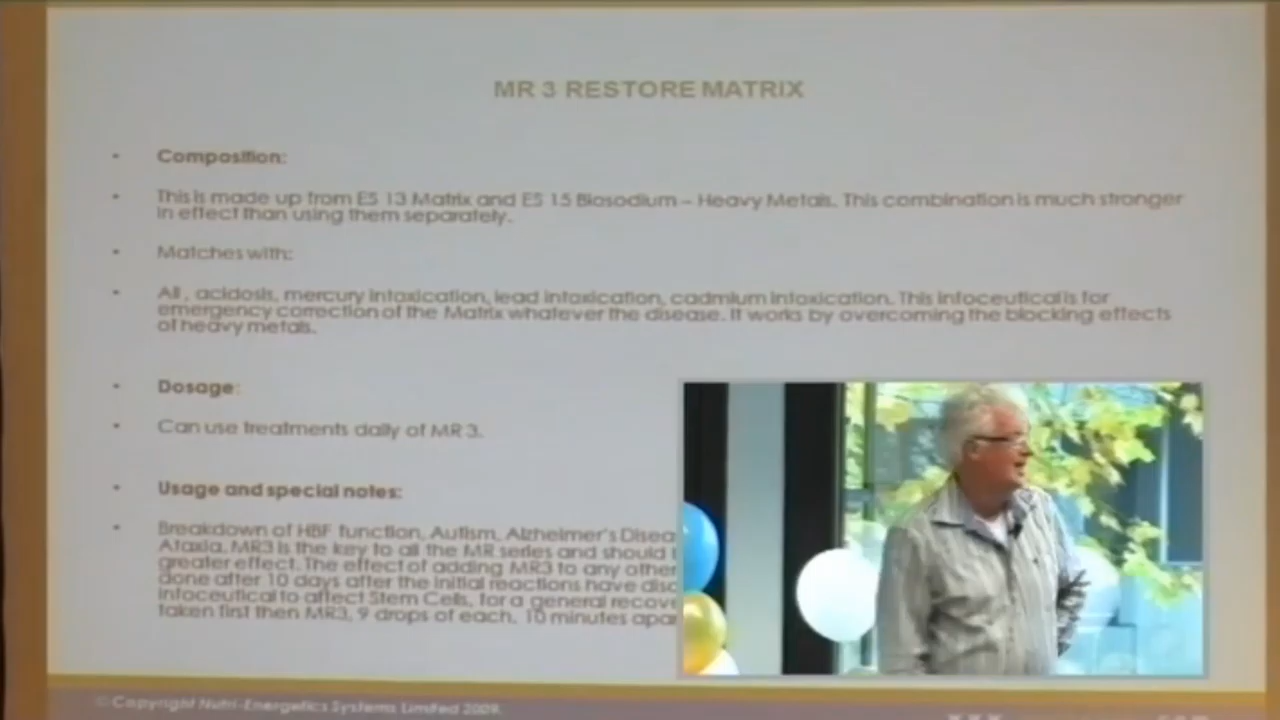 MR 3 RESTORE MATRIX
• Composition:
• This is made up from ES 13 Matrix and ES 15 Biosodium – Heavy Metals. This combination is much stronger
in effect than using them separately.
• Matches with:
• All , acidosis, mercury intoxication, lead intoxication, cadmium intoxication. This infoceutical is for
emergency correction of the Matrix whatever the disease. It works by overcoming the blocking effects
of heavy metals.
• Dosage:
• Can use treatments daily of MR 3.
• Usage and special notes:
• Breakdown of HBF function, Autism, Alzheimer's Disea
Ataxia. MR3 is the key to all the MR series and should
greater effect. The effect of adding MR3 to any other
done after 10 days after the initial reactions have
infoceutical to affect Stem Cells, for a general recove
taken first then MR3, 9 drops of each, 10 minutes apar
© Copyright Nutri-Energetics Systems Limited 2009.